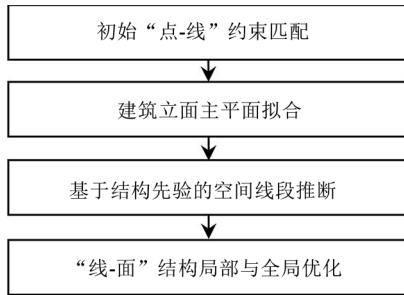 初始“点-线”约束匹配
建筑立面主平面拟合
基于结构先验的空间线段推断
“线-面”结构局部与全局优化